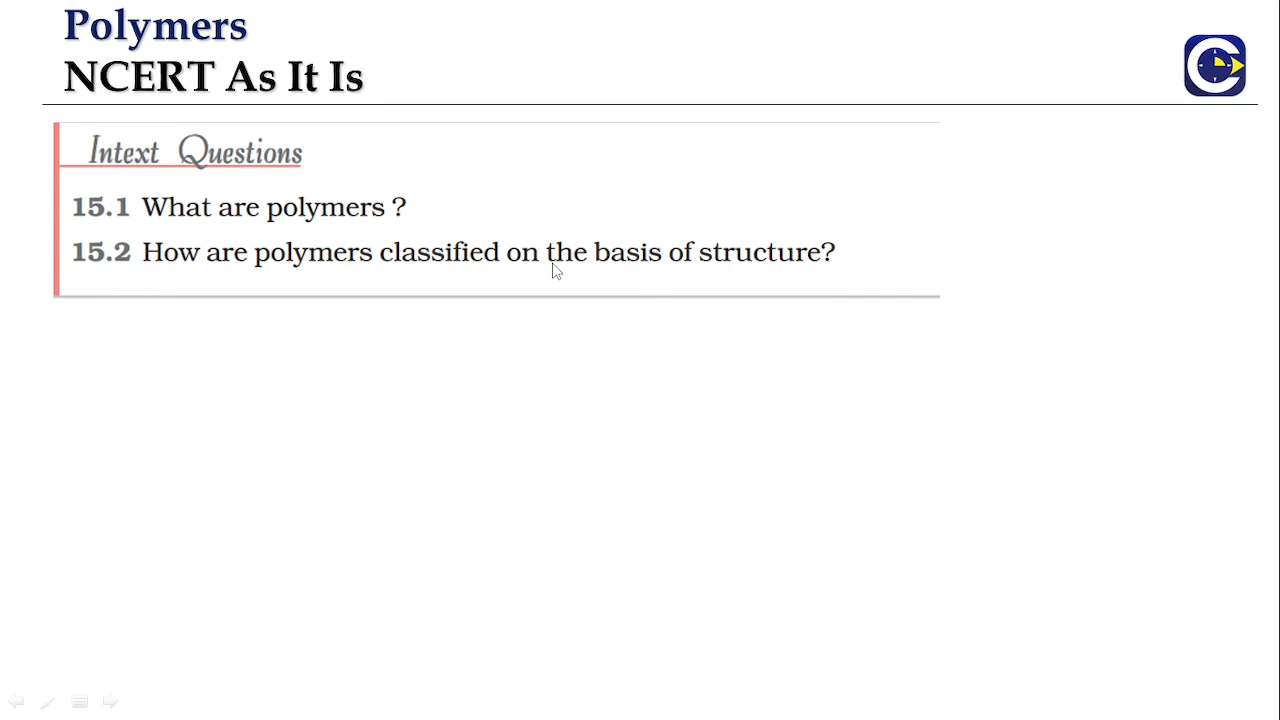 Polymers
NCERT As It Is
Intext Questions
15.1 What are polymers ?
15.2 How are polymers classified on the basis of structure?